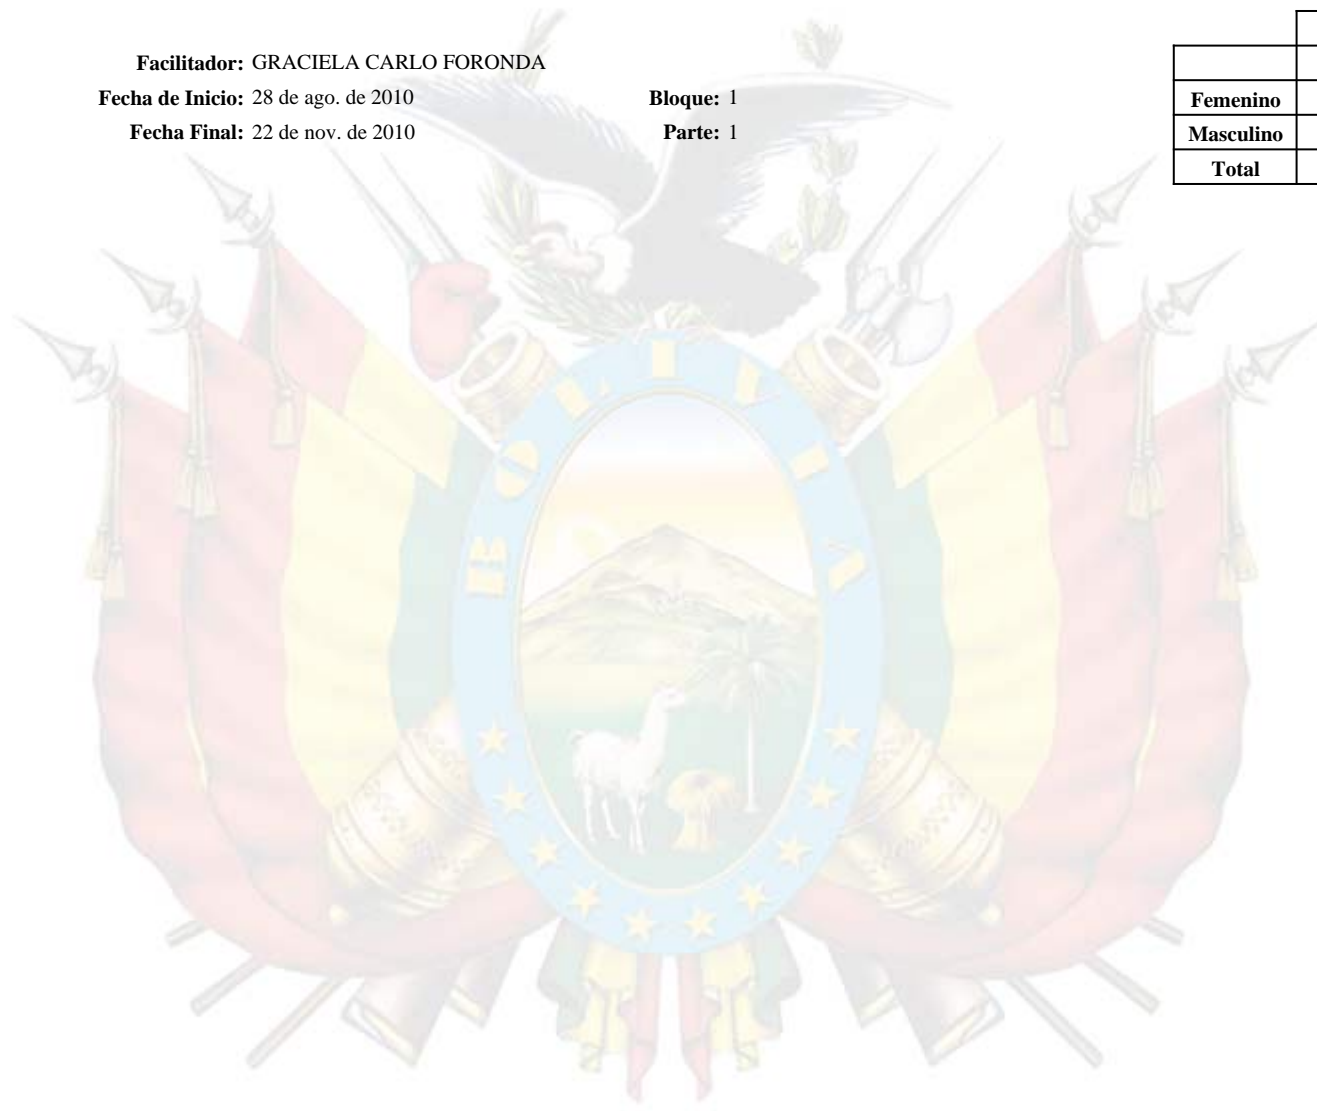 Facilitador: GRACIELA CARLO FORONDA
Fecha de Inicio: 28 de ago. de 2010 Bloque: 1
Fecha Final: 22 de nov. de 2010 Parte: 1
Femenino
Masculino
Total
BOLIVIA